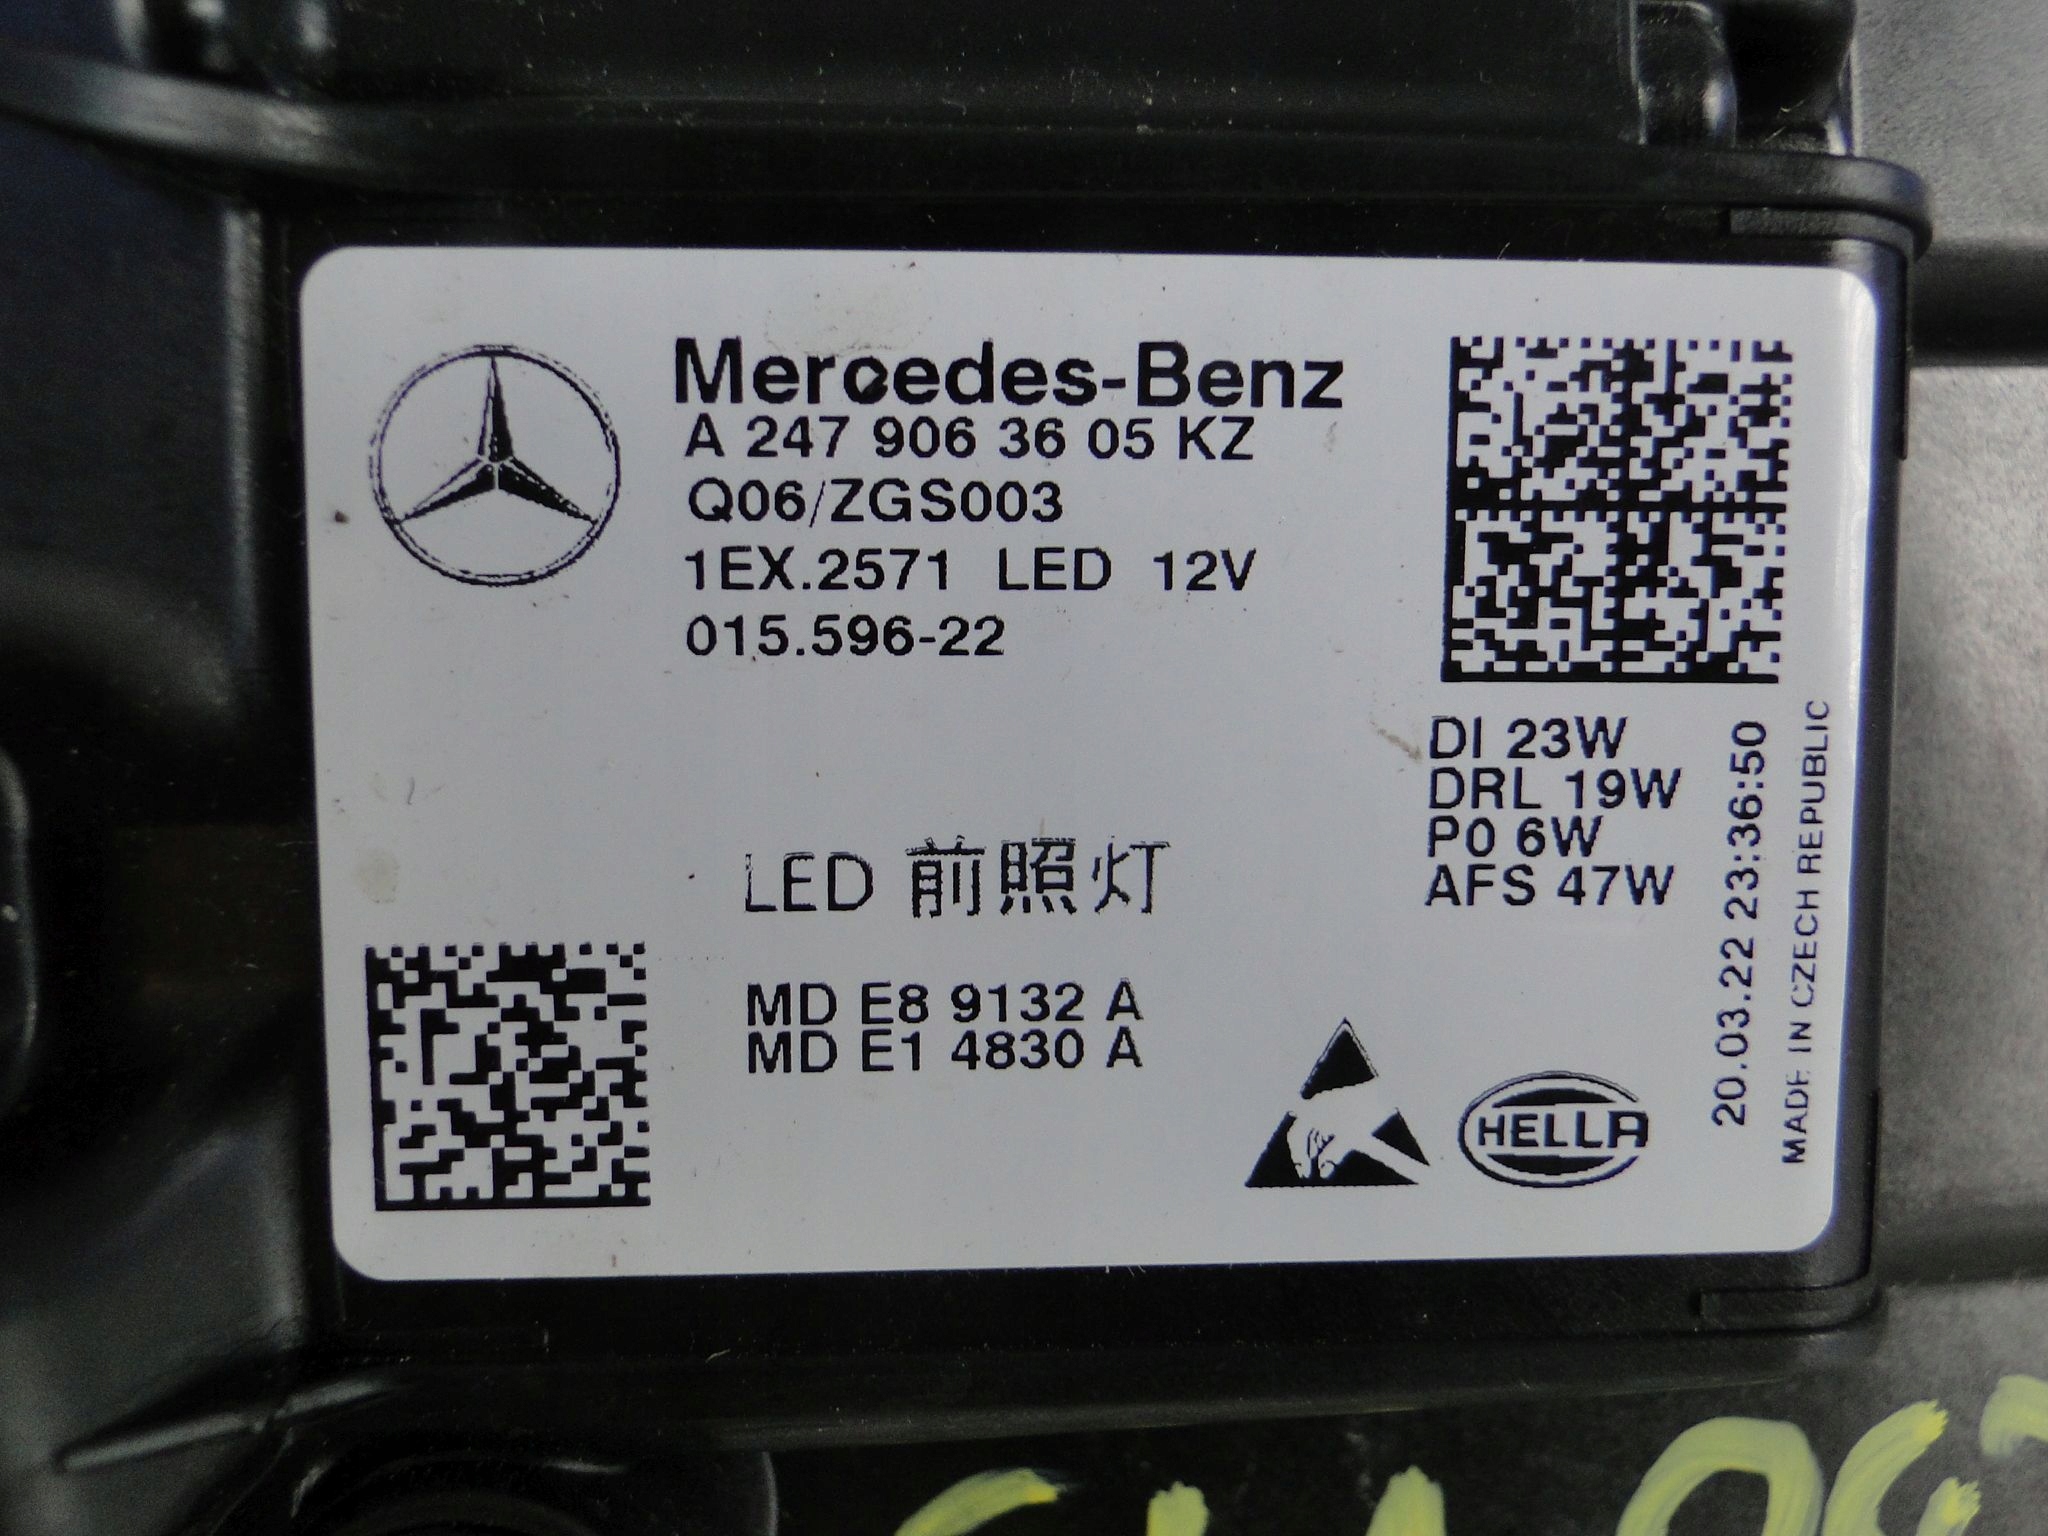 Mercedes-Benz
A 247 906 36 05 KZ
Q06/ZGS003
1EX.2571 LED 12V
015.596-22
DI 23W
DRL 19W
PO 6W
AFS 47W
20.03.22 23:36:50
MADE IN CZECH REPUBLIC
LED 前照灯
MD E8 9132 A
MD E1 4830 A
HELLA